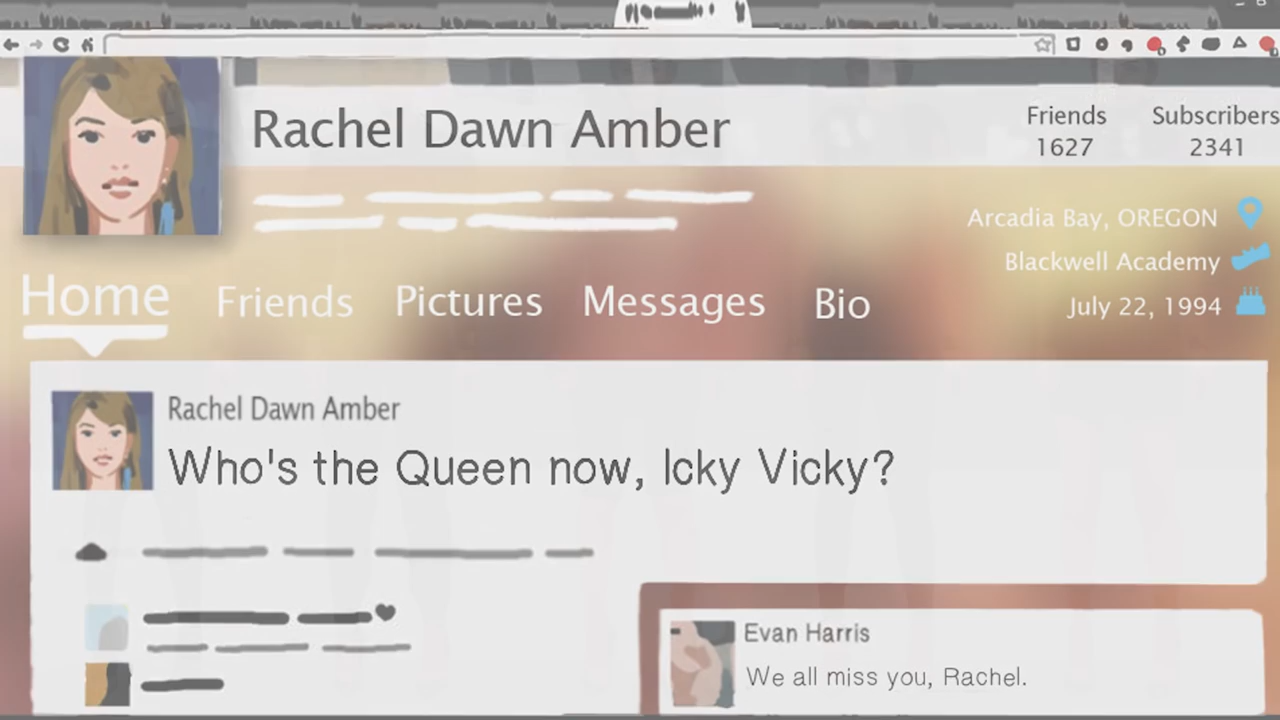 Rachel Dawn Amber
Friends
1627
Subscribers
2341
Arcadia Bay, OREGON
Blackwell Academy
July 22, 1994
Home
Friends
Pictures
Messages
Bio
Rachel Dawn Amber
Who's the Queen now, Icky Vicky?
Evan Harris
We all miss you, Rachel.